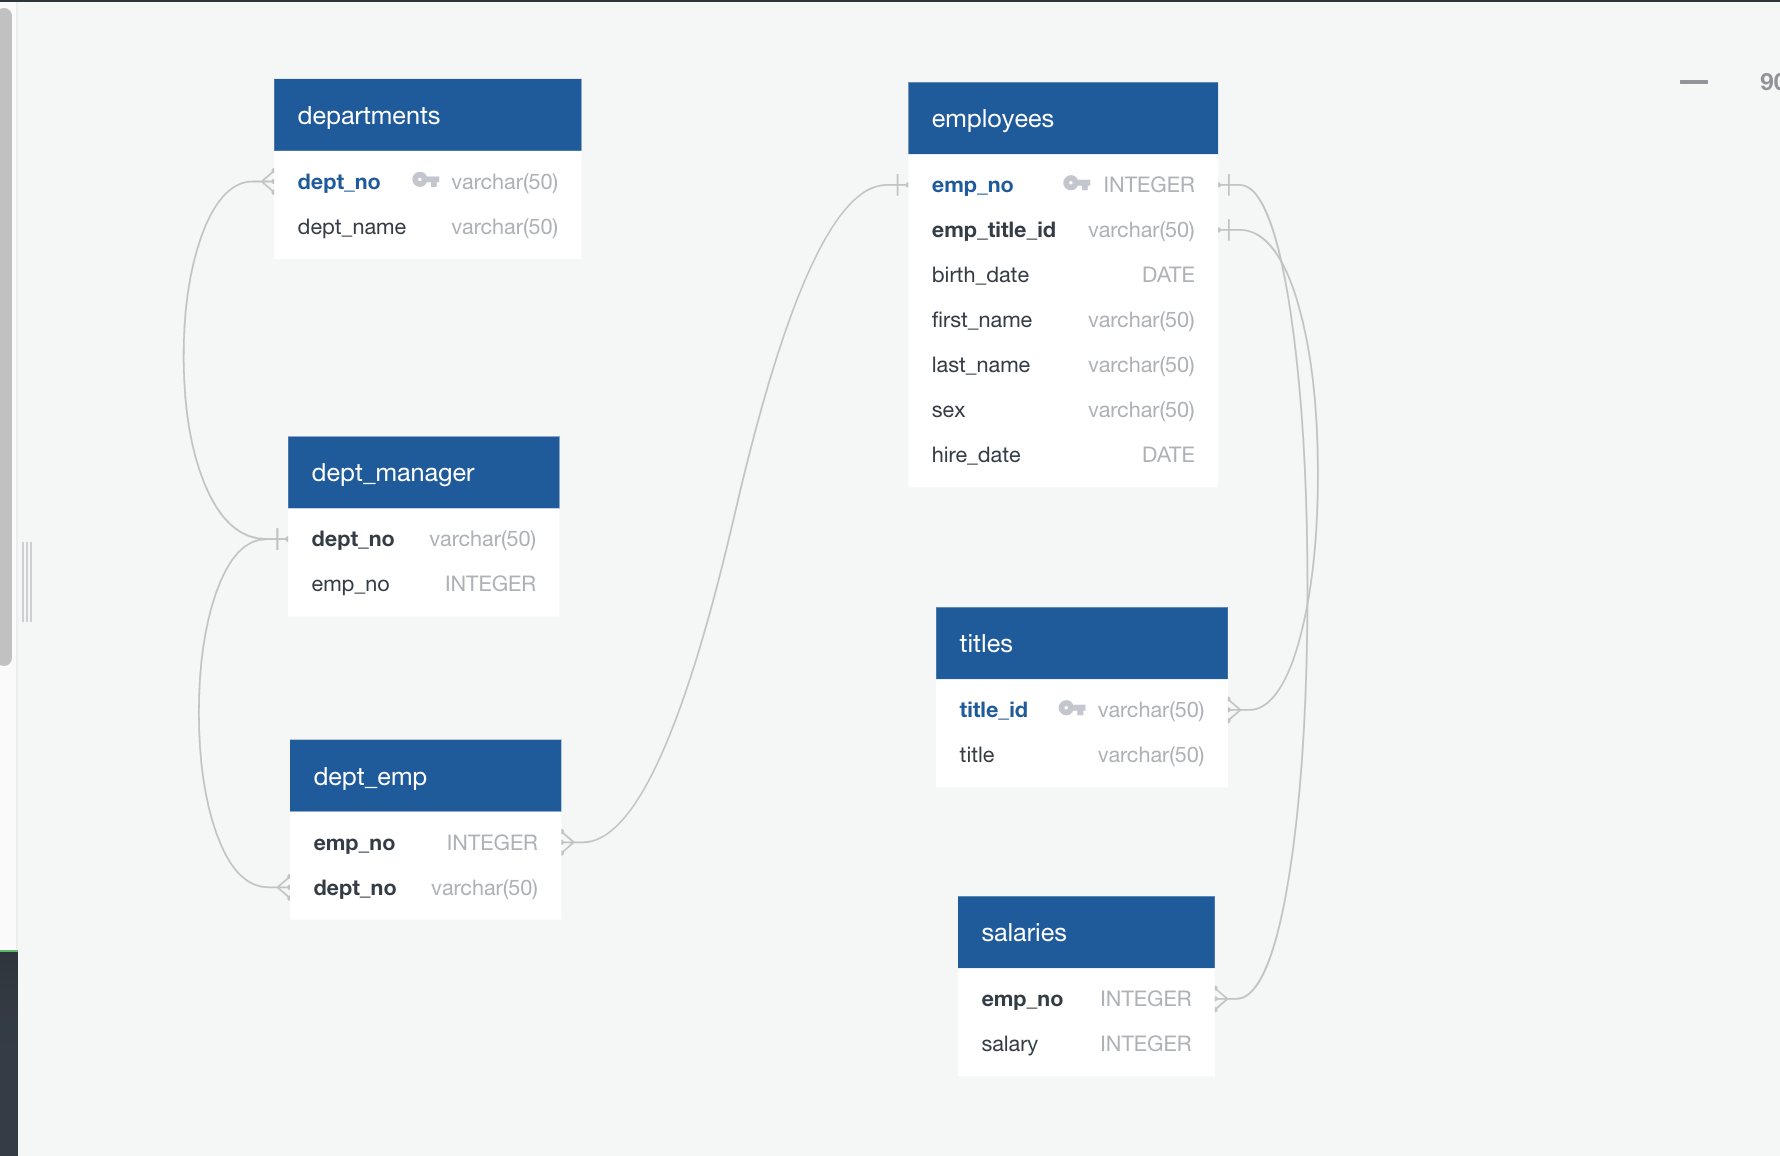 departments
dept_no varchar(50)
dept_name varchar(50)
dept_manager
dept_no varchar(50)
emp_no INTEGER
dept_emp
emp_no INTEGER
dept_no varchar(50)
employees
emp_no INTEGER
emp_title_id varchar(50)
birth_date DATE
first_name varchar(50)
last_name varchar(50)
sex varchar(50)
hire_date DATE
titles
title_id varchar(50)
title varchar(50)
salaries
emp_no INTEGER
salary INTEGER